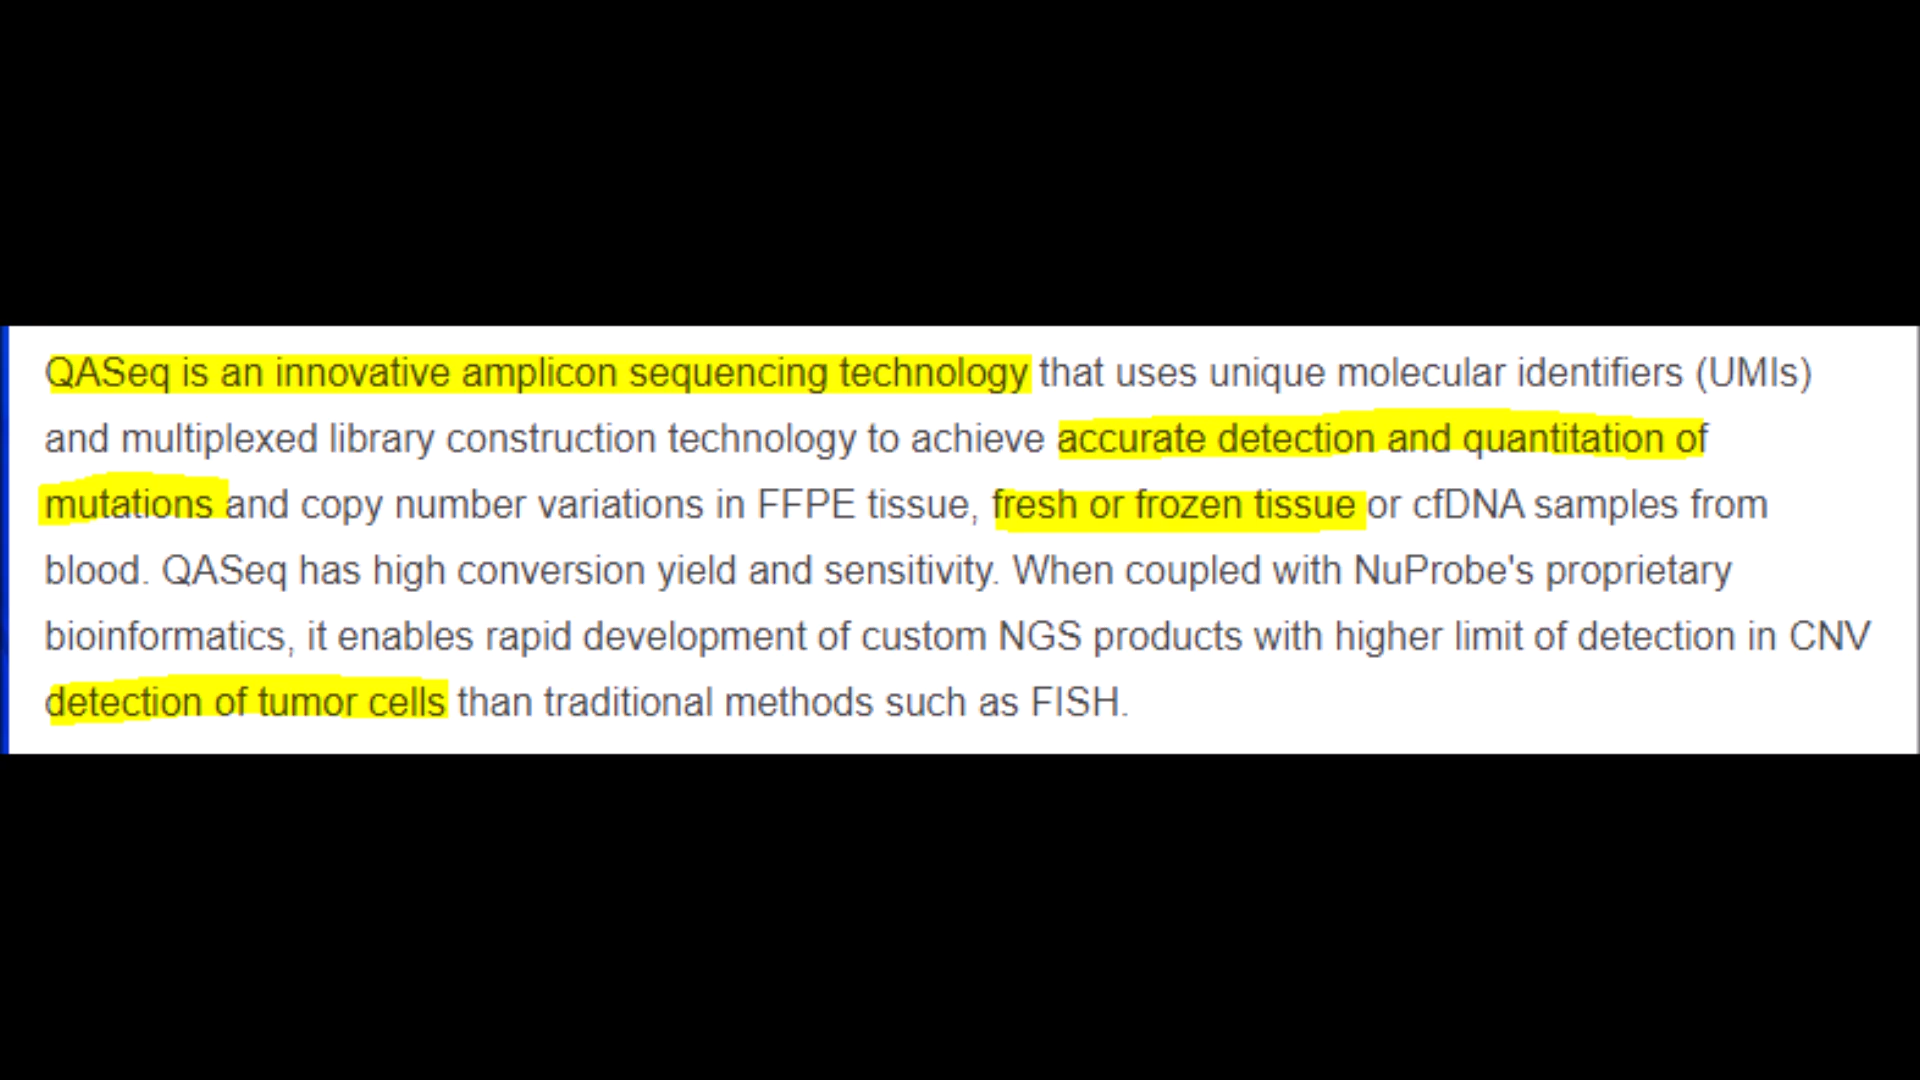 QASeq is an innovative amplicon sequencing technology that uses unique molecular identifiers (UMIs)
and multiplexed library construction technology to achieve accurate detection and quantitation of
mutations and copy number variations in FFPE tissue, fresh or frozen tissue or cfDNA samples from
blood. QASeq has high conversion yield and sensitivity. When coupled with NuProbe's proprietary
bioinformatics, it enables rapid development of custom NGS products with higher limit of detection in CNV
detection of tumor cells than traditional methods such as FISH.